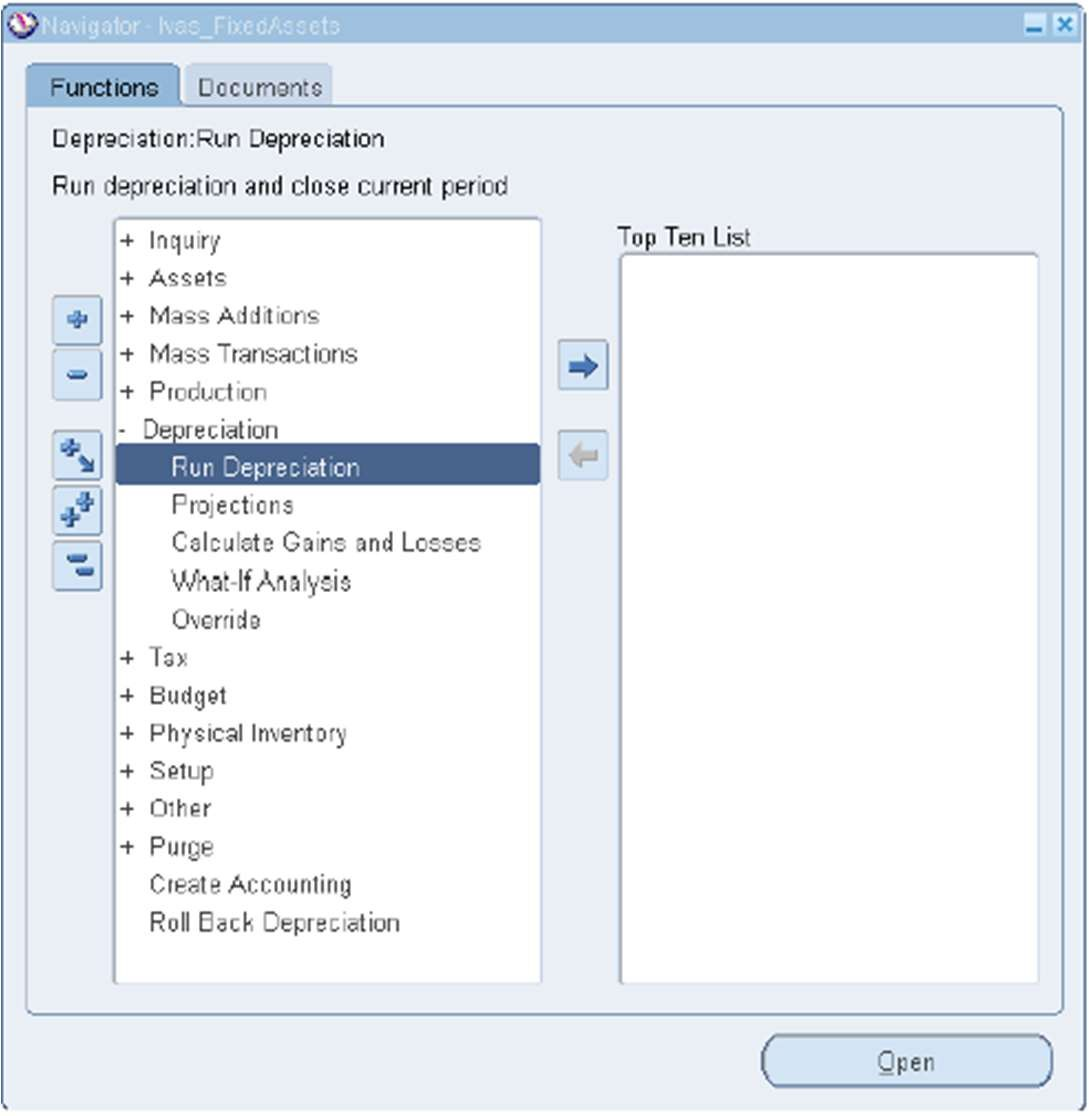 Navigator - Ivas_FixedAssets
Functions Documents
Depreciation:Run Depreciation
Run depreciation and close current period
+ Inquiry
+ Assets
+ Mass Additions
+ Mass Transactions
+ Production
- Depreciation
Run Depreciation
Projections
Calculate Gains and Losses
What-If Analysis
Override
+ Tax
+ Budget
+ Physical Inventory
+ Setup
+ Other
+ Purge
Create Accounting
Roll Back Depreciation
Top Ten List
Open